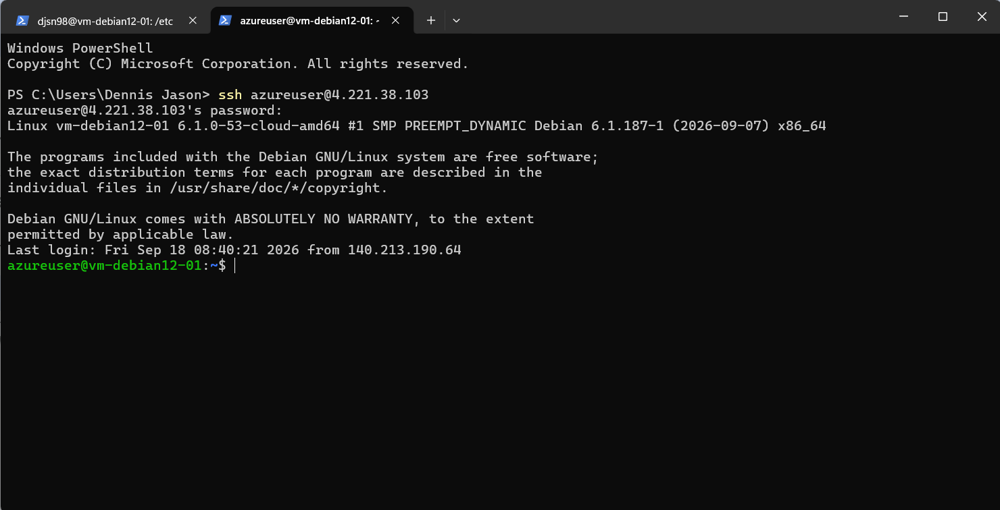 djsn98@vm-debian12-01: /etc
azureuser@vm-debian12-01: ~
Windows PowerShell
Copyright (C) Microsoft Corporation. All rights reserved.
PS C:\Users\Dennis Jason> ssh azureuser@4.221.38.103
azureuser@4.221.38.103's password:
Linux vm-debian12-01 6.1.0-53-cloud-amd64 #1 SMP PREEMPT_DYNAMIC Debian 6.1.187-1 (2026-09-07) x86_64
The programs included with the Debian GNU/Linux system are free software;
the exact distribution terms for each program are described in the
individual files in /usr/share/doc/*/copyright.
Debian GNU/Linux comes with ABSOLUTELY NO WARRANTY, to the extent
permitted by applicable law.
Last login: Fri Sep 18 08:40:21 2026 from 140.213.190.64
azureuser@vm-debian12-01:~$